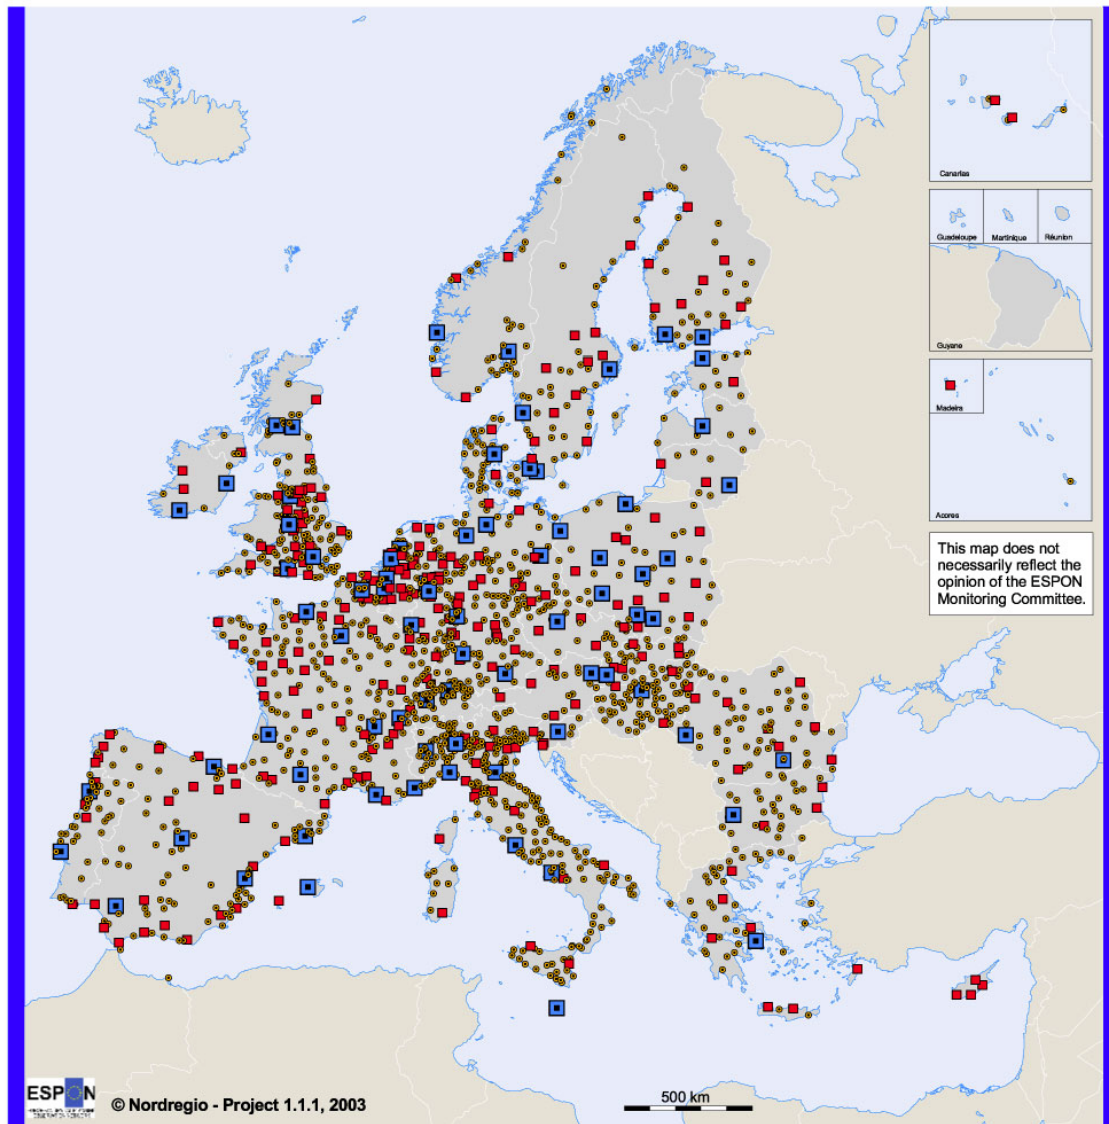 Canarias
Guadeloupe
Martinique
Réunion
Guyane
Madeira
Acores
This map does not
necessarily reflect the
opinion of the ESPON
Monitoring Committee.
ESPON
© Nordregio - Project 1.1.1, 2003
500 km